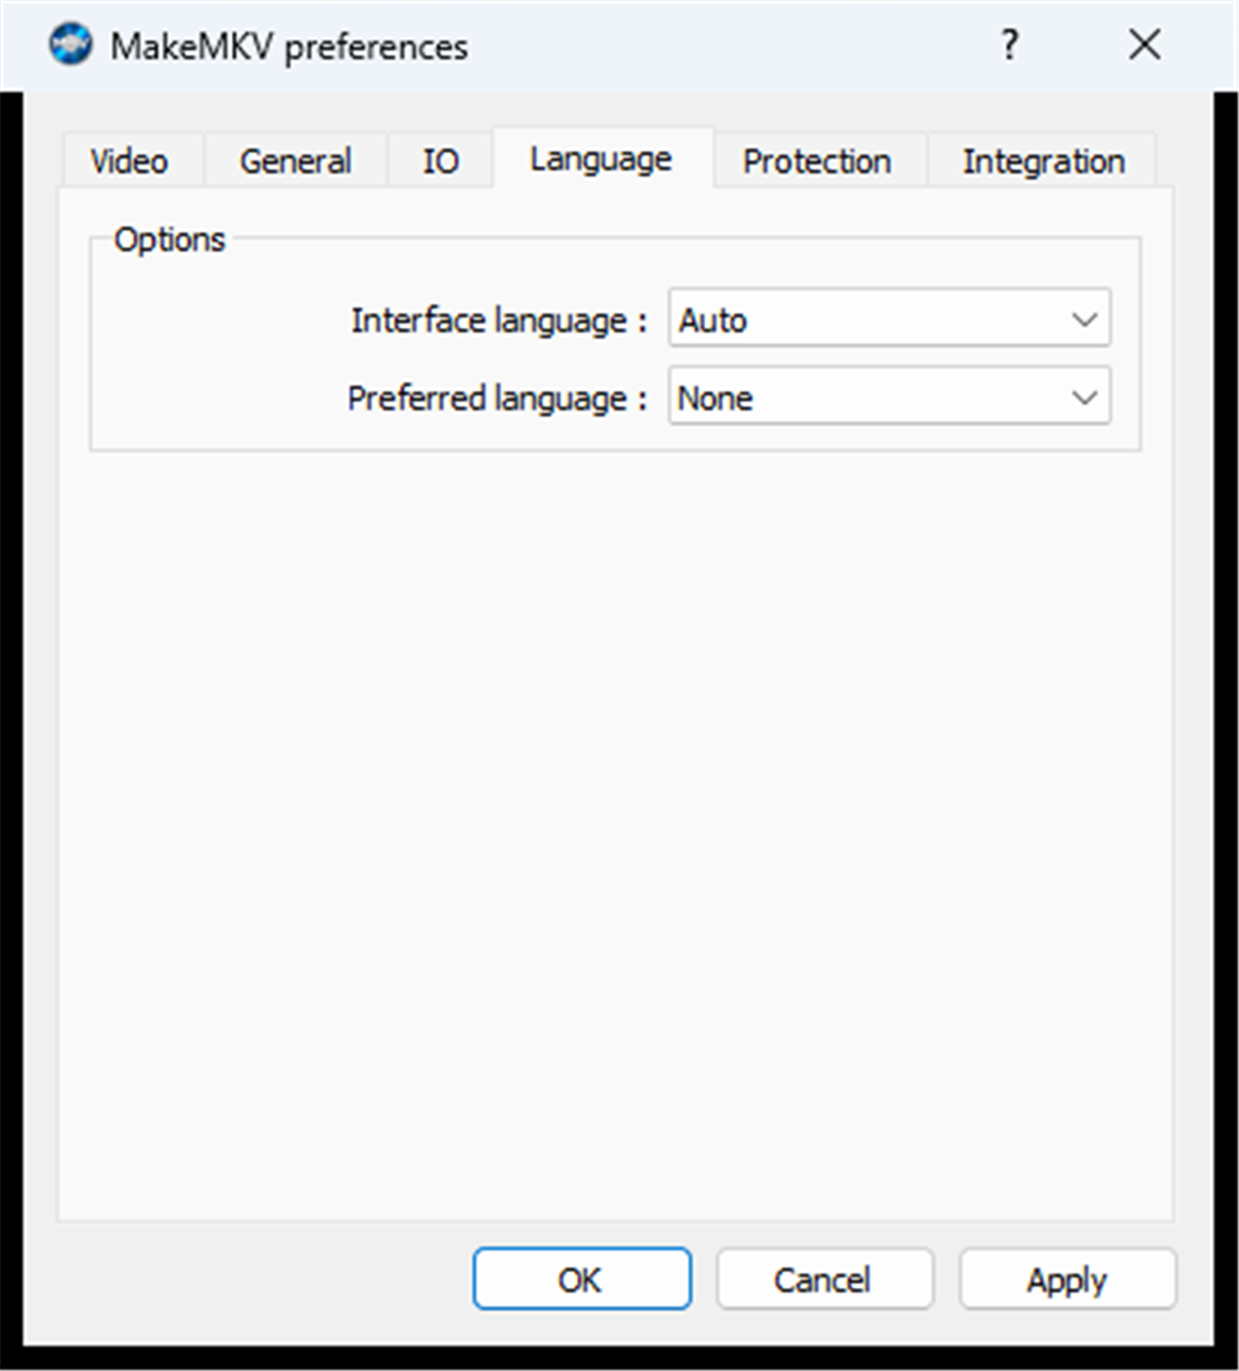 MakeMKV preferences ?
Video General IO Language Protection Integration
Options
Interface language : Auto
Preferred language : None
OK Cancel Apply